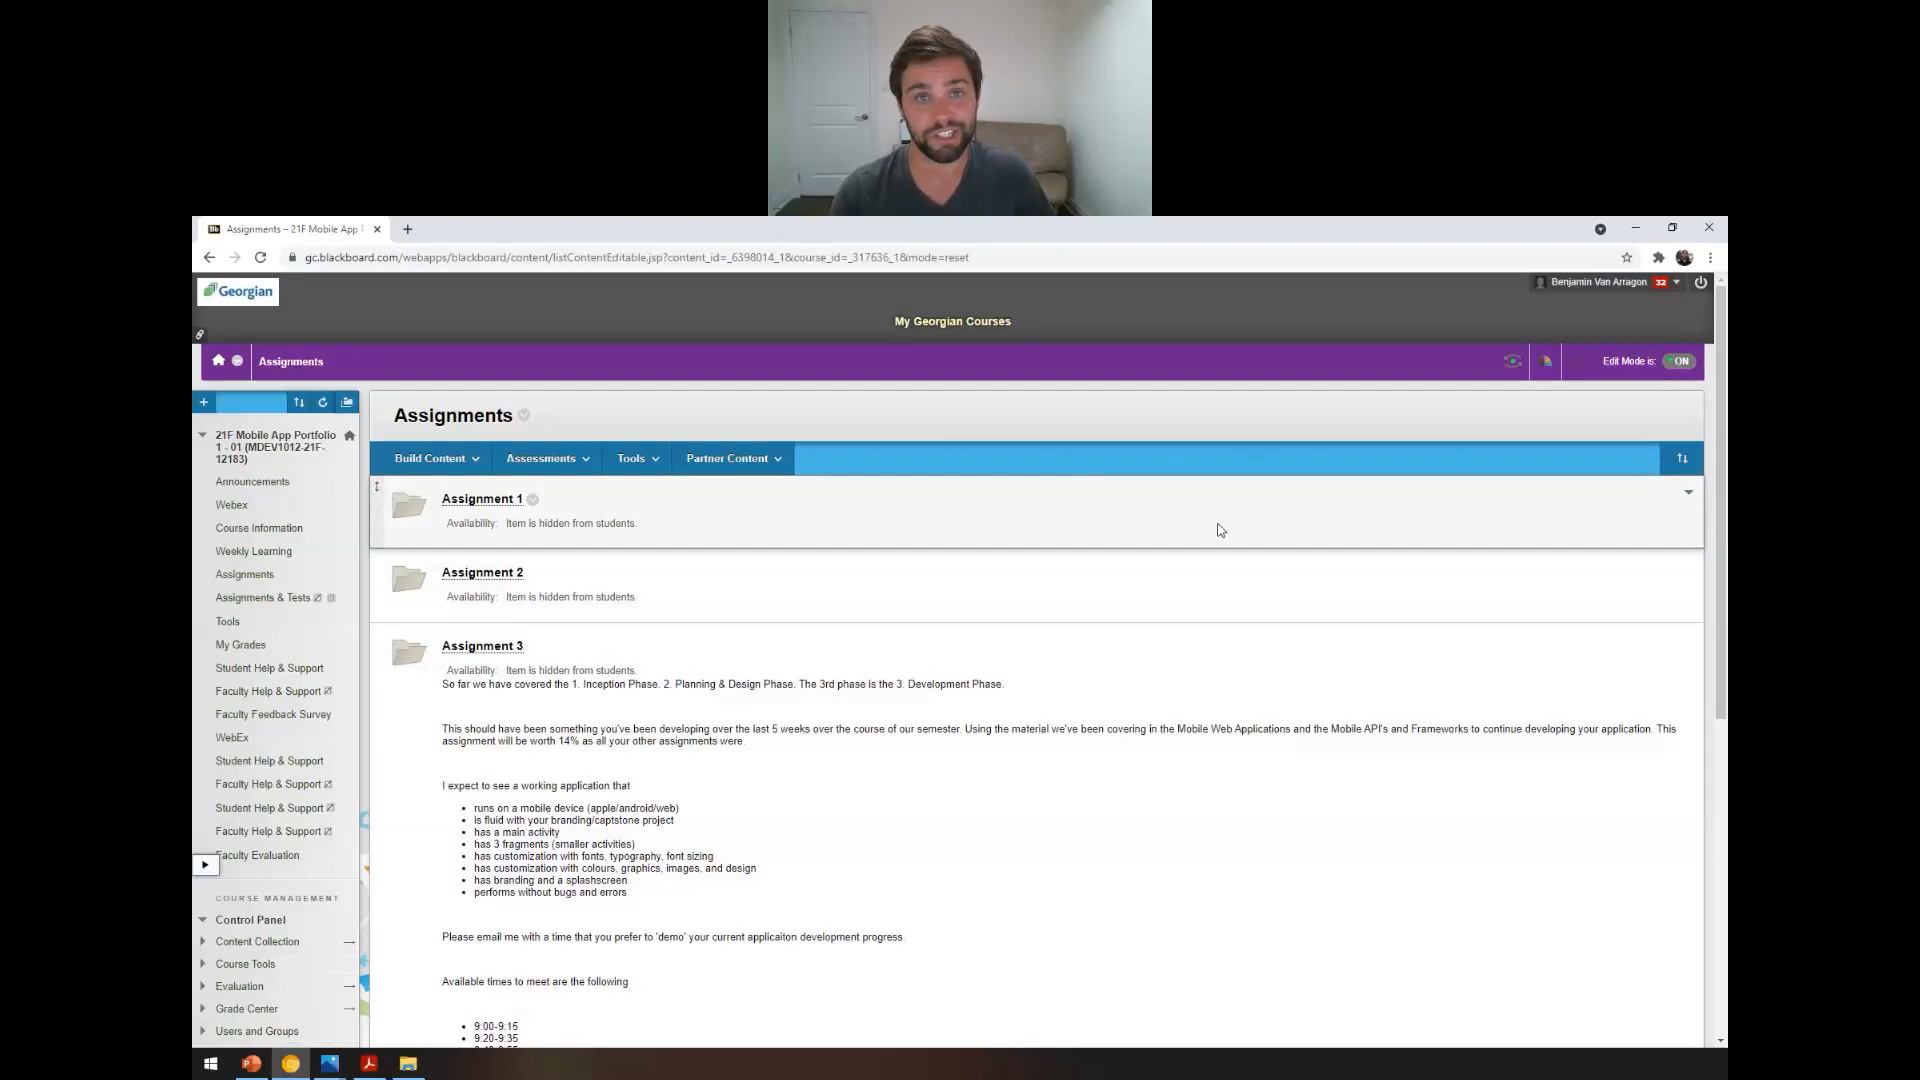 Assignments – 21F Mobile App
gc.blackboard.com/webapps/blackboard/content/listContentEditable.jsp?content_id=_6398014_1&course_id=_317636_1&mode=reset
Georgian
Benjamin Van Arragon 32
My Georgian Courses
Assignments
Edit Mode is: ON
21F Mobile App Portfolio
1 - 01 (MDEV1012-21F-
12183)
Announcements
Webex
Course Information
Weekly Learning
Assignments
Assignments & Tests
Tools
My Grades
Student Help & Support
Faculty Help & Support
Faculty Feedback Survey
WebEx
Student Help & Support
Faculty Help & Support
Student Help & Support
Faculty Help & Support
Faculty Evaluation
COURSE MANAGEMENT
Control Panel
Content Collection
Course Tools
Evaluation
Grade Center
Users and Groups
Assignments
Build Content
Assessments
Tools
Partner Content
Assignment 1
Availability: Item is hidden from students.
Assignment 2
Availability: Item is hidden from students.
Assignment 3
Availability: Item is hidden from students.
So far we have covered the 1. Inception Phase. 2. Planning & Design Phase. The 3rd phase is the 3. Development Phase.
This should have been something you've been developing over the last 5 weeks over the course of our semester. Using the material we've been covering in the Mobile Web Applications and the Mobile API's and Frameworks to continue developing your application. This
assignment will be worth 14% as all your other assignments were.
I expect to see a working application that
• runs on a mobile device (apple/android/web)
• is fluid with your branding/captstone project
• has a main activity
• has 3 fragments (smaller activities)
• has customization with fonts, typography, font sizing
• has customization with colours, graphics, images, and design
• has branding and a splashscreen
• performs without bugs and errors
Please email me with a time that you prefer to 'demo' your current applicaiton development progress.
Available times to meet are the following
• 9:00-9:15
• 9:20-9:35